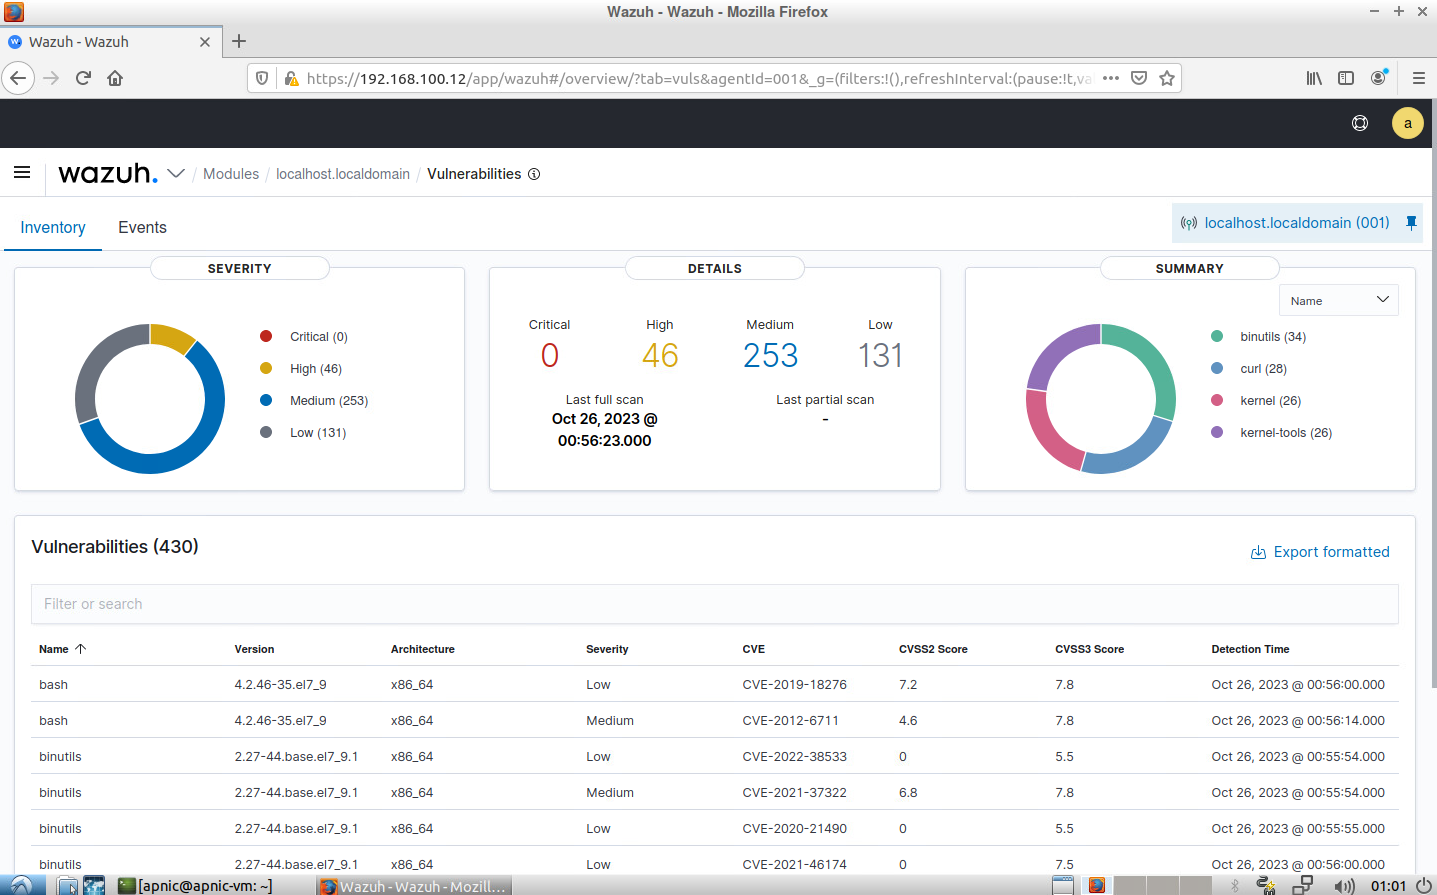 Wazuh - Wazuh - Mozilla Firefox
Wazuh - Wazuh
https://192.168.100.12/app/wazuh#/overview/?tab=vuls&agentId=001&_g=(filters:!(),refreshInterval:(pause:!t,va
a
wazuh. / Modules / localhost.localdomain / Vulnerabilities
Inventory Events
localhost.localdomain (001)
SEVERITY
Critical (0)
High (46)
Medium (253)
Low (131)
DETAILS
Critical High Medium Low
0 46 253 131
Last full scan Last partial scan
Oct 26, 2023 @ -
00:56:23.000
SUMMARY
Name
binutils (34)
curl (28)
kernel (26)
kernel-tools (26)
Vulnerabilities (430)
Export formatted
Filter or search
Name Version Architecture Severity CVE CVSS2 Score CVSS3 Score Detection Time
bash 4.2.46-35.el7_9 x86_64 Low CVE-2019-18276 7.2 7.8 Oct 26, 2023 @ 00:56:00.000
bash 4.2.46-35.el7_9 x86_64 Medium CVE-2012-6711 4.6 7.8 Oct 26, 2023 @ 00:56:14.000
binutils 2.27-44.base.el7_9.1 x86_64 Low CVE-2022-38533 0 5.5 Oct 26, 2023 @ 00:55:54.000
binutils 2.27-44.base.el7_9.1 x86_64 Medium CVE-2021-37322 6.8 7.8 Oct 26, 2023 @ 00:55:54.000
binutils 2.27-44.base.el7_9.1 x86_64 Low CVE-2020-21490 0 5.5 Oct 26, 2023 @ 00:55:55.000
binutils 2.27-44.base.el7_9.1 x86_64 Low CVE-2021-46174 0 7.5 Oct 26, 2023 @ 00:56:00.000
[apnic@apnic-vm: ~] Wazuh - Wazuh - Mozill... 01:01